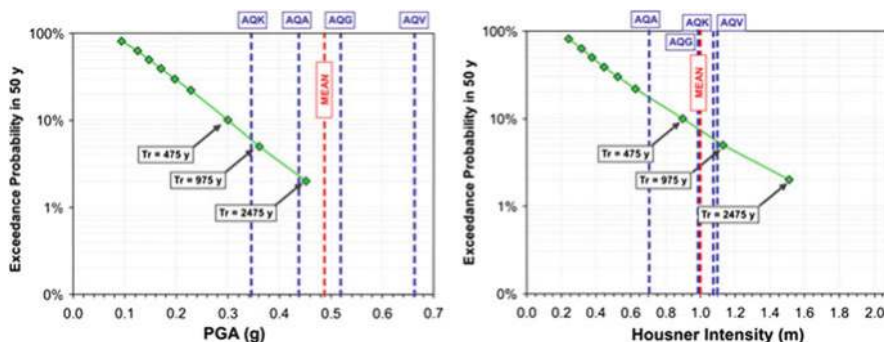 AQK AQA AQG AQV
100%
10%
1%
0%
Exceedance Probability in 50 y
MEAN
Tr = 475 y
Tr = 975 y
Tr = 2475 y
0.0 0.1 0.2 0.3 0.4 0.5 0.6 0.7
PGA (g)
AQA AQK AQV
AQG
100%
10%
1%
0%
Exceedance Probability in 50 y
MEAN
Tr = 475 y
Tr = 975 y
Tr = 2475 y
0.0 0.2 0.4 0.6 0.8 1.0 1.2 1.4 1.6 1.8 2.0
Housner Intensity (m)